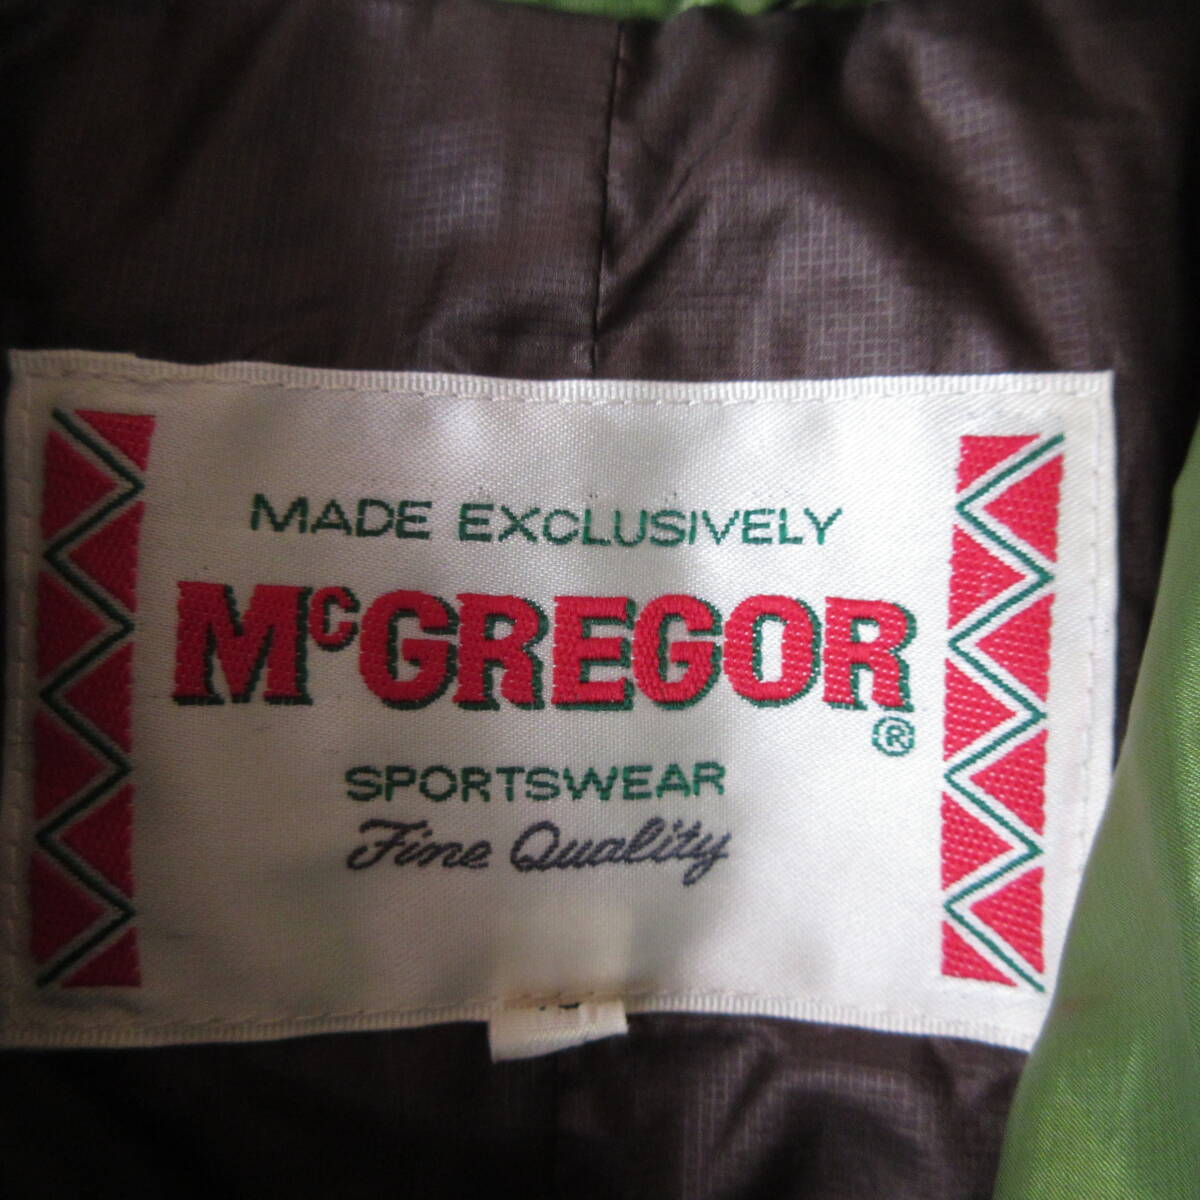 MADE EXCLUSIVELY
McGREGOR®
SPORTSWEAR
Fine Quality